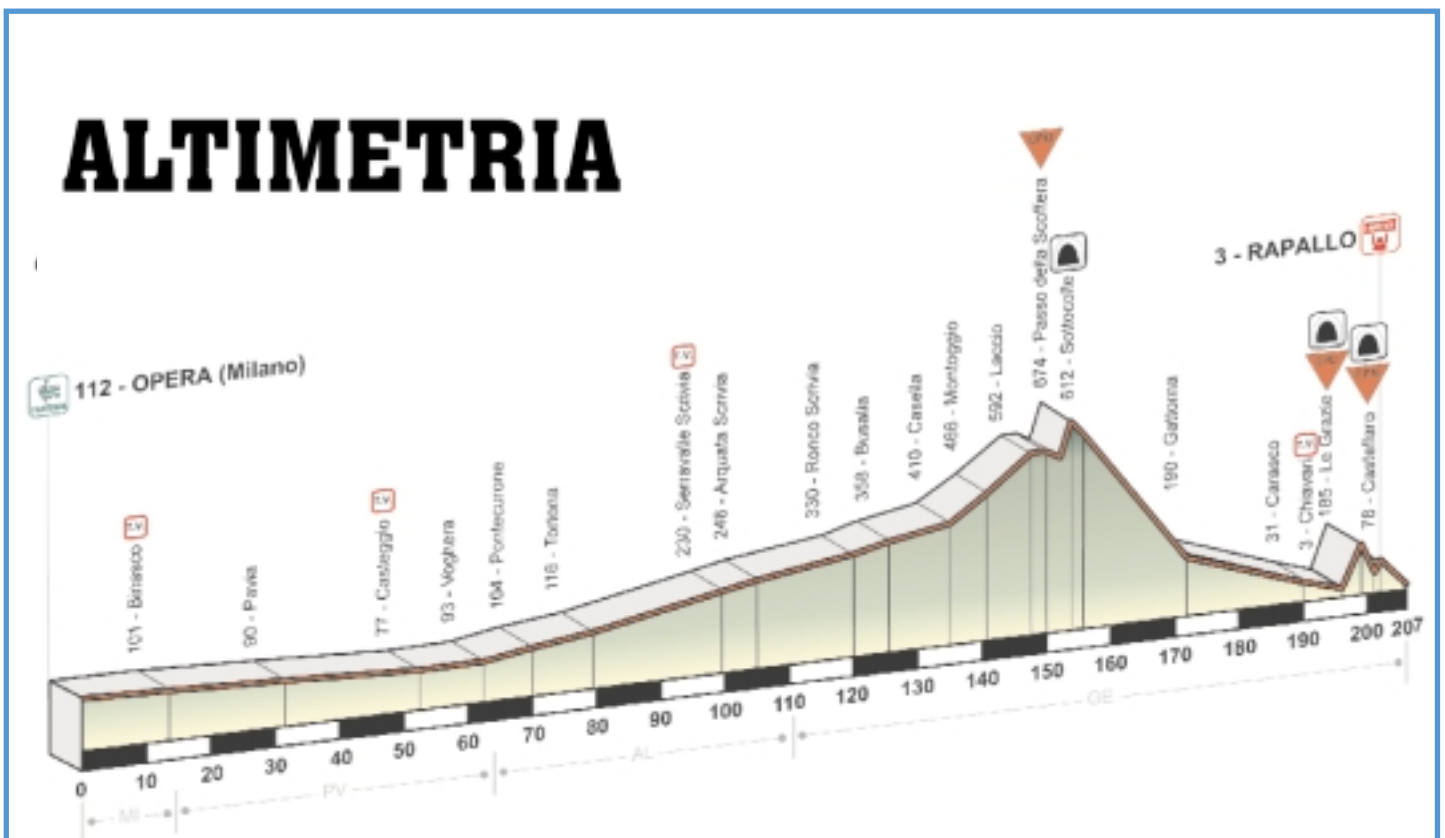 ALTIMETRIA
112 - OPERA (Milano)
101 - Binasco
T.V.
90 - Pavia
77 - Casteggio
T.V.
93 - Voghera
104 - Pontecurone
116 - Tortona
230 - Serravalle Scrivia
T.V.
248 - Arquata Scrivia
330 - Ronco Scrivia
358 - Busalla
410 - Casella
466 - Montoggio
592 - Laccio
674 - Passo della Scoffera
612 - Sottocolle
190 - Gattorna
31 - Carasco
3 - Chiavari
T.V.
185 - Le Grazie
78 - Castellaro
3 - RAPALLO
0 10 20 30 40 50 60 70 80 90 100 110 120 130 140 150 160 170 180 190 200 207
MI PV AL GE